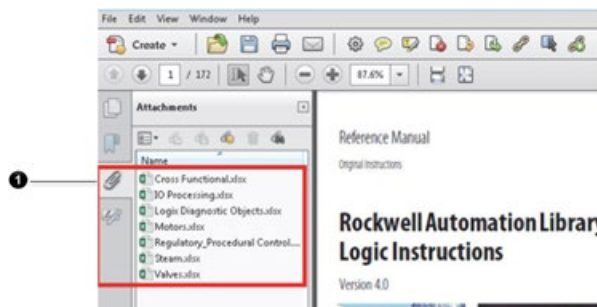 File Edit View Window Help
Create
1 / 172 87.6%
Attachments
Name
1
Cross Functional.xlsx
IO Processing.xlsx
Logix Diagnostic Objects.xlsx
Motors.xlsx
Regulatory_Procedural Control....
Steam.xlsx
Valves.xlsx
Reference Manual
Original Instructions
Rockwell Automation Library
Logic Instructions
Version 4.0